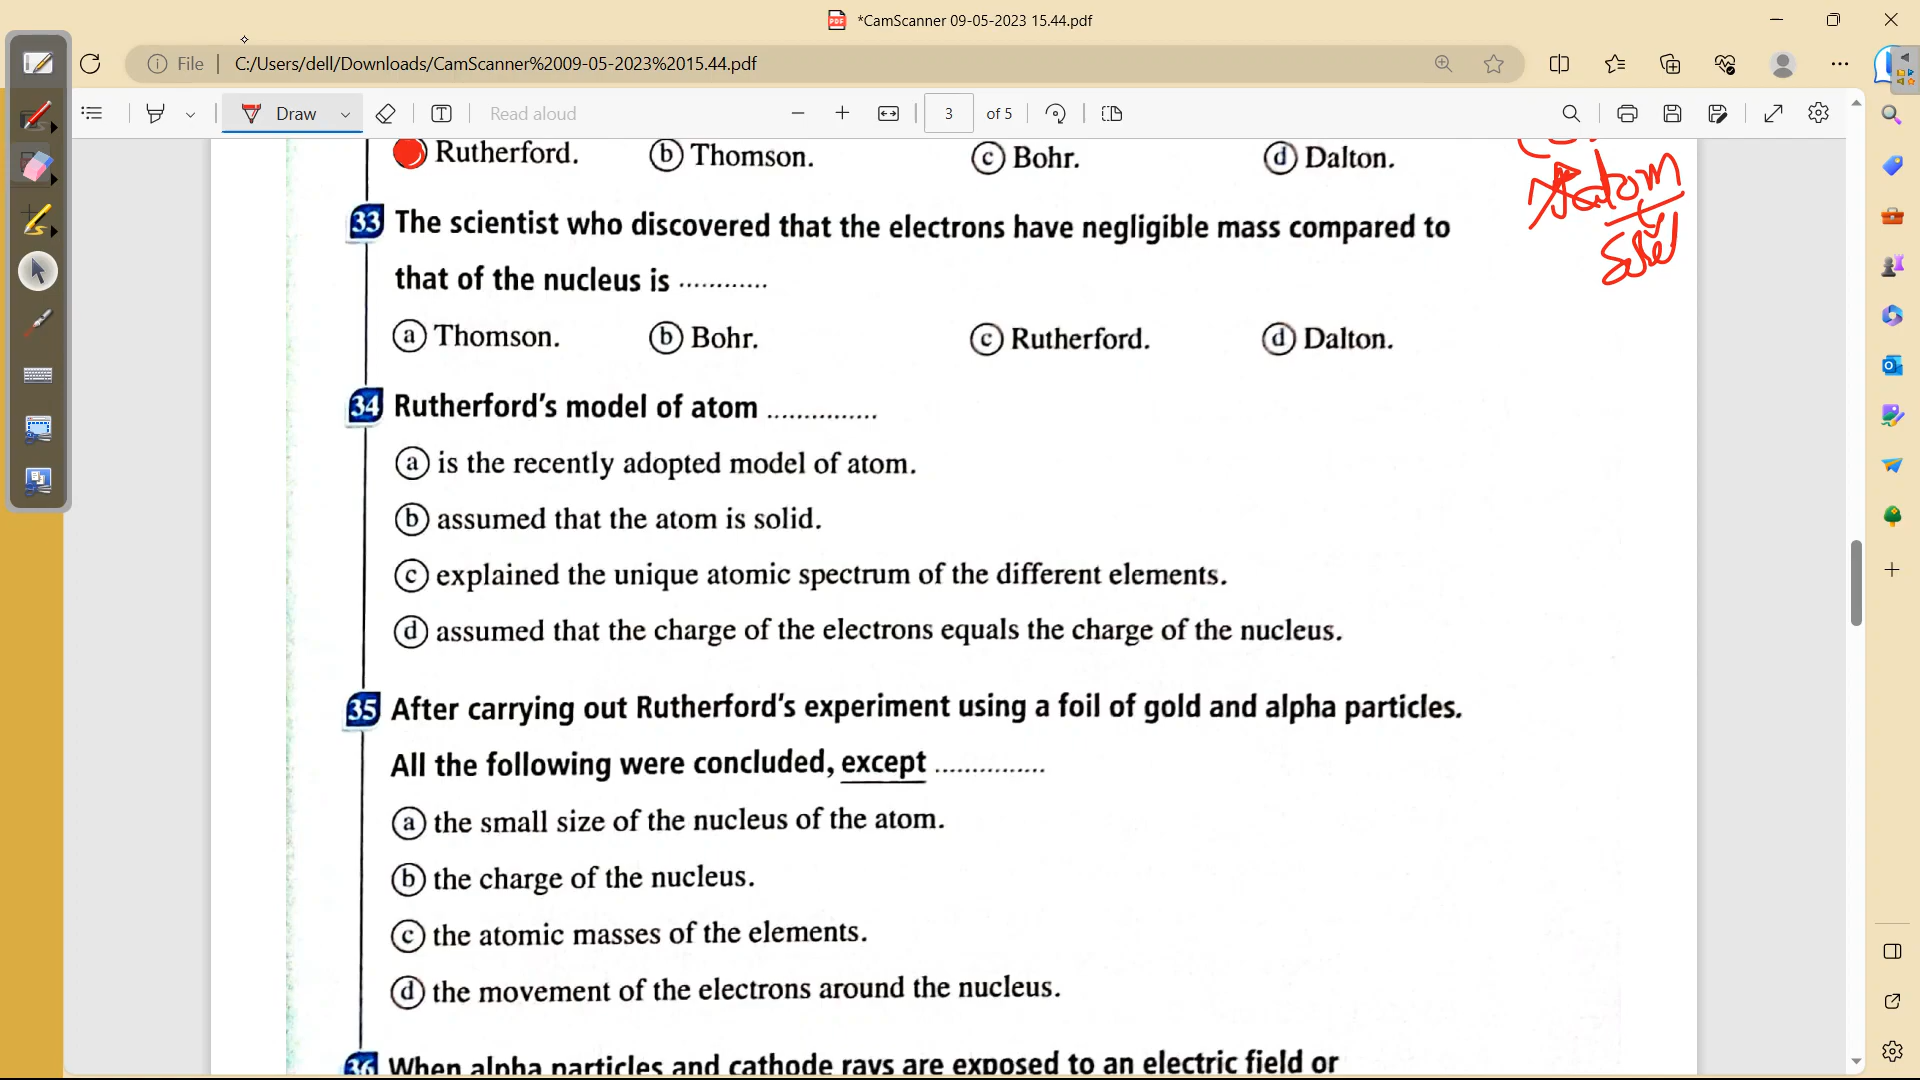 *CamScanner 09-05-2023 15.44.pdf
File | C:/Users/dell/Downloads/CamScanner%2009-05-2023%2015.44.pdf
Draw
Read aloud
3 of 5
Rutherford. b Thomson. c Bohr. d Dalton.
Atom
33 The scientist who discovered that the electrons have negligible mass compared to
that of the nucleus is ............
a Thomson. b Bohr. c Rutherford. d Dalton.
34 Rutherford's model of atom ...............
a is the recently adopted model of atom.
b assumed that the atom is solid.
c explained the unique atomic spectrum of the different elements.
d assumed that the charge of the electrons equals the charge of the nucleus.
35 After carrying out Rutherford's experiment using a foil of gold and alpha particles.
All the following were concluded, except ...............
a the small size of the nucleus of the atom.
b the charge of the nucleus.
c the atomic masses of the elements.
d the movement of the electrons around the nucleus.
36 When alpha particles and cathode rays are exposed to an electric field or